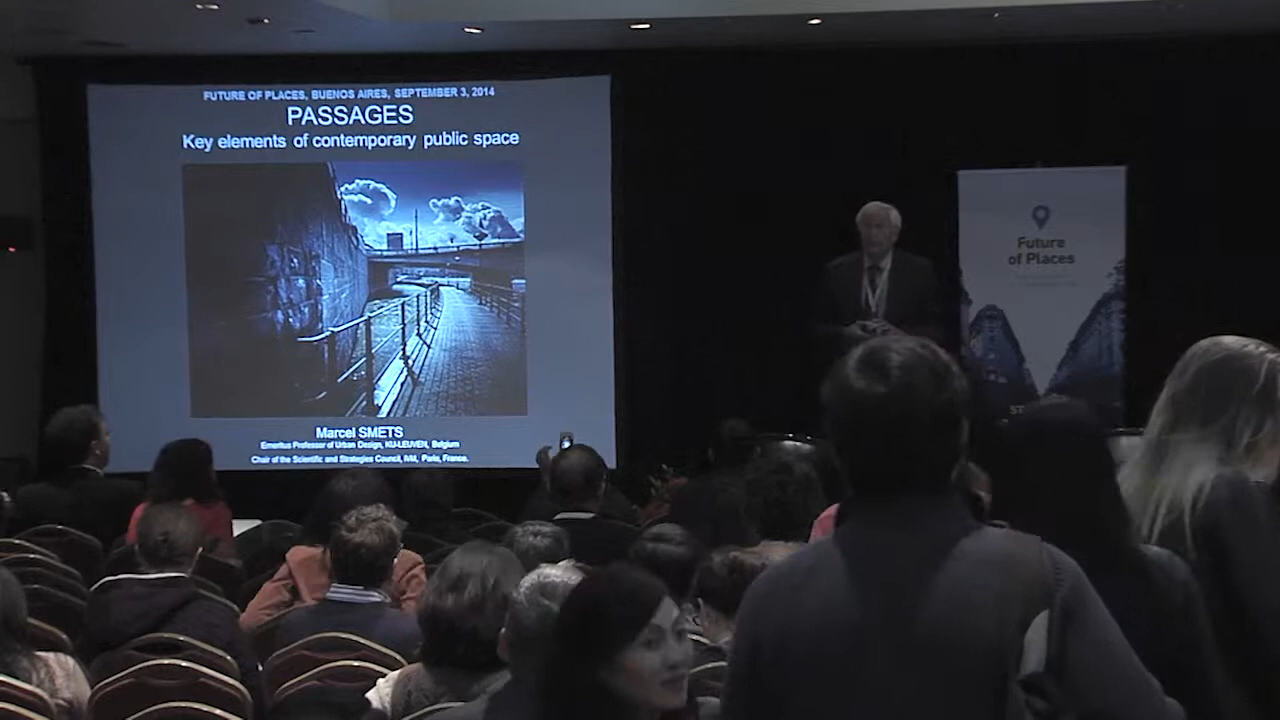 FUTURE OF PLACES, BUENOS AIRES, SEPTEMBER 3, 2014
PASSAGES
Key elements of contemporary public space
Marcel SMETS
Emeritus Professor of Urban Design, KU-LEUVEN, Belgium
Chair of the Scientific and Strategies Council, IVM, Paris, France.
Future
of Places
ST